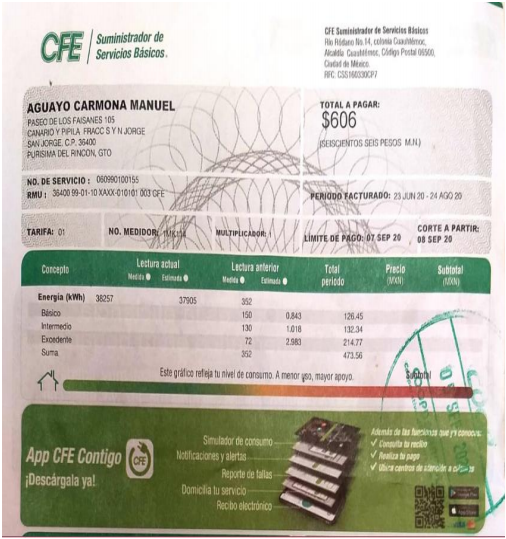 CFE
Suministrador de
Servicios Básicos.
CFE Suministrador de Servicios Básicos
Río Ródano No.14, colonia Cuauhtémoc,
Alcaldía Cuauhtémoc, Código Postal 06500,
Ciudad de México.
RFC: CSS160330CP7
AGUAYO CARMONA MANUEL
PASEO DE LOS FAISANES 105
CANARIO Y PIPILA FRACC S Y N JORGE
SAN JORGE. C.P. 36400
PURISIMA DEL RINCON, GTO
TOTAL A PAGAR:
$606
(SEISCIENTOS SEIS PESOS M.N.)
NO. DE SERVICIO : 060990100155
RMU : 36400 99-01-10 XAXX-010101 003 CFE
PERIODO FACTURADO: 23 JUN 20 - 24 AGO 20
TARIFA: 01
NO. MEDIDOR:
MULTIPLICADOR: 1
LÍMITE DE PAGO: 07 SEP 20
CORTE A PARTIR:
08 SEP 20
Concepto
Lectura actual
Medida Estimada
Lectura anterior
Medida Estimada
Total
periodo
Precio
(MXN)
Subtotal
(MXN)
Energía (kWh) 38257 37905 352
Básico 150 0.843 126.45
Intermedio 130 1.018 132.34
Excedente 72 2.983 214.77
Suma 352 473.56
Este gráfico refleja tu nivel de consumo. A menor uso, mayor apoyo.
Subtotal
App CFE Contigo
CFE
¡Descárgala ya!
Simulador de consumo
Notificaciones y alertas
Reporte de fallas
Domicilia tu servicio
Recibo electrónico
Además de las funciones que ya conoces:
✓ Consulta tu recibo
✓ Realiza tu pago
✓ Ubica centros de atención a